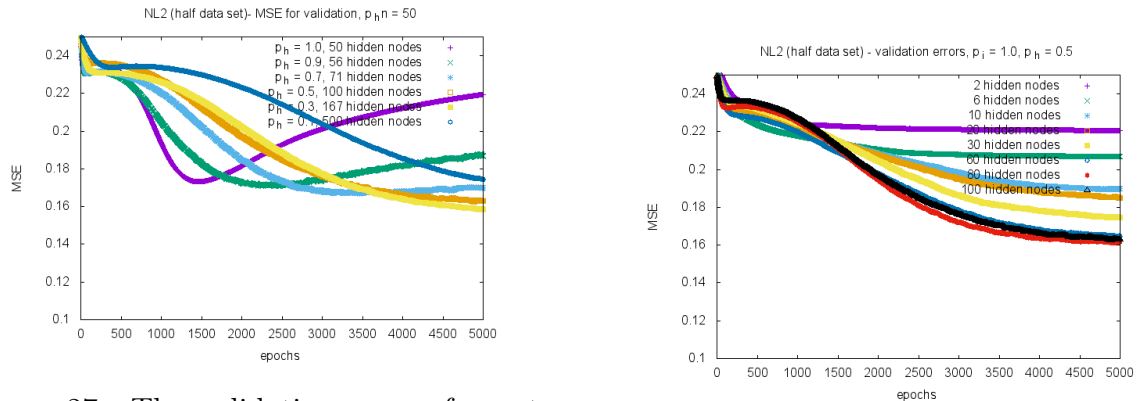 NL2 (half data set)- MSE for validation, p_h n = 50
0.24
0.22
0.2
0.18
0.16
0.14
0.12
0.1
MSE
p_h = 1.0, 50 hidden nodes
p_h = 0.9, 56 hidden nodes
p_h = 0.7, 71 hidden nodes
p_h = 0.5, 100 hidden nodes
p_h = 0.3, 167 hidden nodes
p_h = 0.1, 500 hidden nodes
0 500 1000 1500 2000 2500 3000 3500 4000 4500 5000
epochs
NL2 (half data set) - validation errors, p_i = 1.0, p_h = 0.5
0.24
0.22
0.2
0.18
0.16
0.14
0.12
0.1
MSE
2 hidden nodes
6 hidden nodes
10 hidden nodes
20 hidden nodes
30 hidden nodes
60 hidden nodes
80 hidden nodes
100 hidden nodes
0 500 1000 1500 2000 2500 3000 3500 4000 4500 5000
epochs